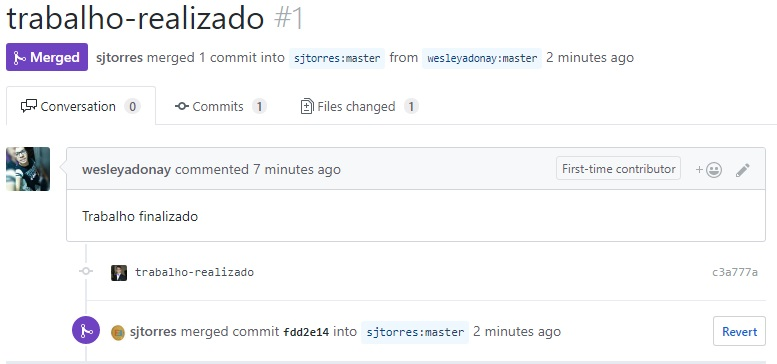 trabalho-realizado #1
Merged sjtorres merged 1 commit into sjtorres:master from wesleyadonay:master 2 minutes ago
Conversation 0 Commits 1 Files changed 1
wesleyadonay commented 7 minutes ago First-time contributor
Trabalho finalizado
trabalho-realizado c3a777a
sjtorres merged commit fdd2e14 into sjtorres:master 2 minutes ago Revert